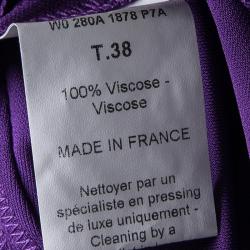 W0 280A 1878 P7A
T.38
100% Viscose -
Viscose
MADE IN FRANCE
Nettoyer par un
spécialiste en pressing
de luxe uniquement -
Cleaning by a